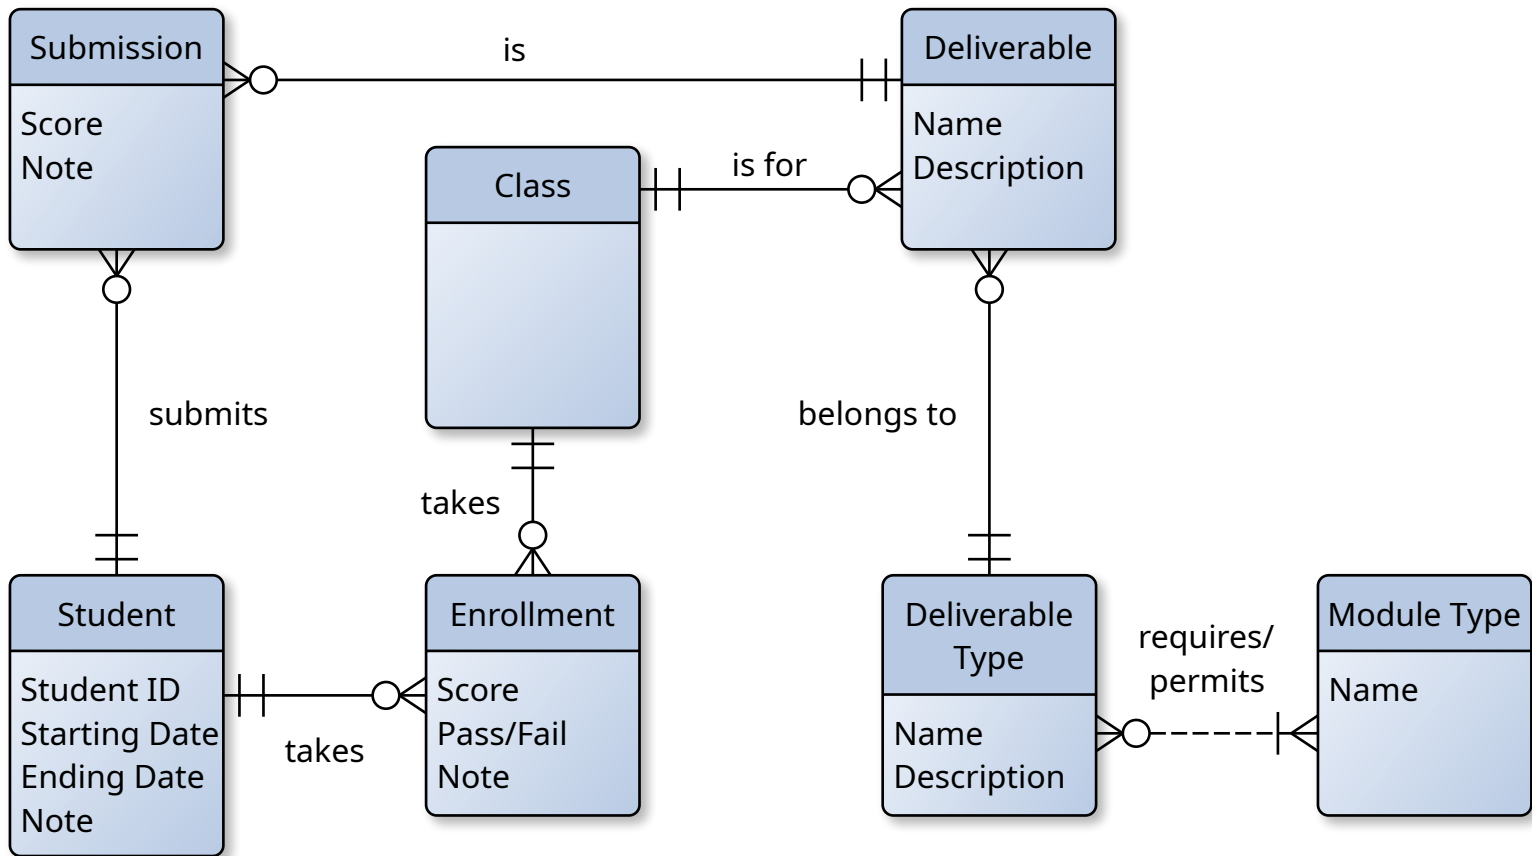 Submission
Score
Note
is
Deliverable
Name
Description
Class
is for
submits
takes
belongs to
Student
Student ID
Starting Date
Ending Date
Note
takes
Enrollment
Score
Pass/Fail
Note
Deliverable
Type
Name
Description
requires/
permits
Module Type
Name